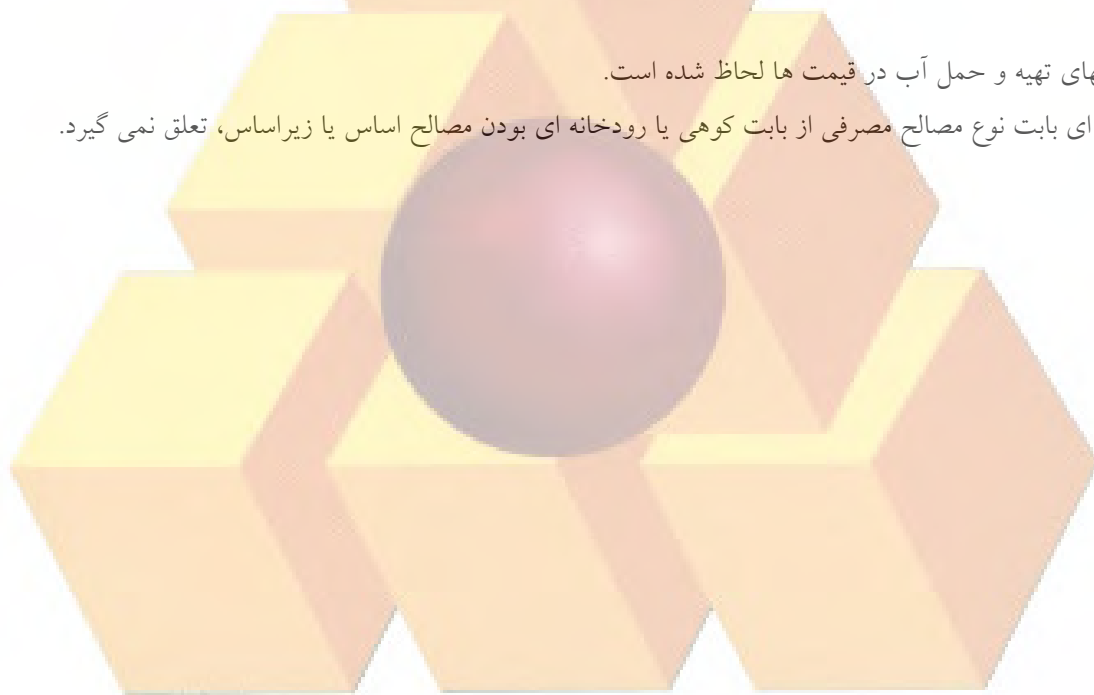 تهیه و حمل آب در قیمت ها لحاظ شده است.
ای بابت نوع مصالح مصرفی از بابت کوهی یا رودخانه ای بودن مصالح اساس یا زیراساس، تعلق نمی گیرد.